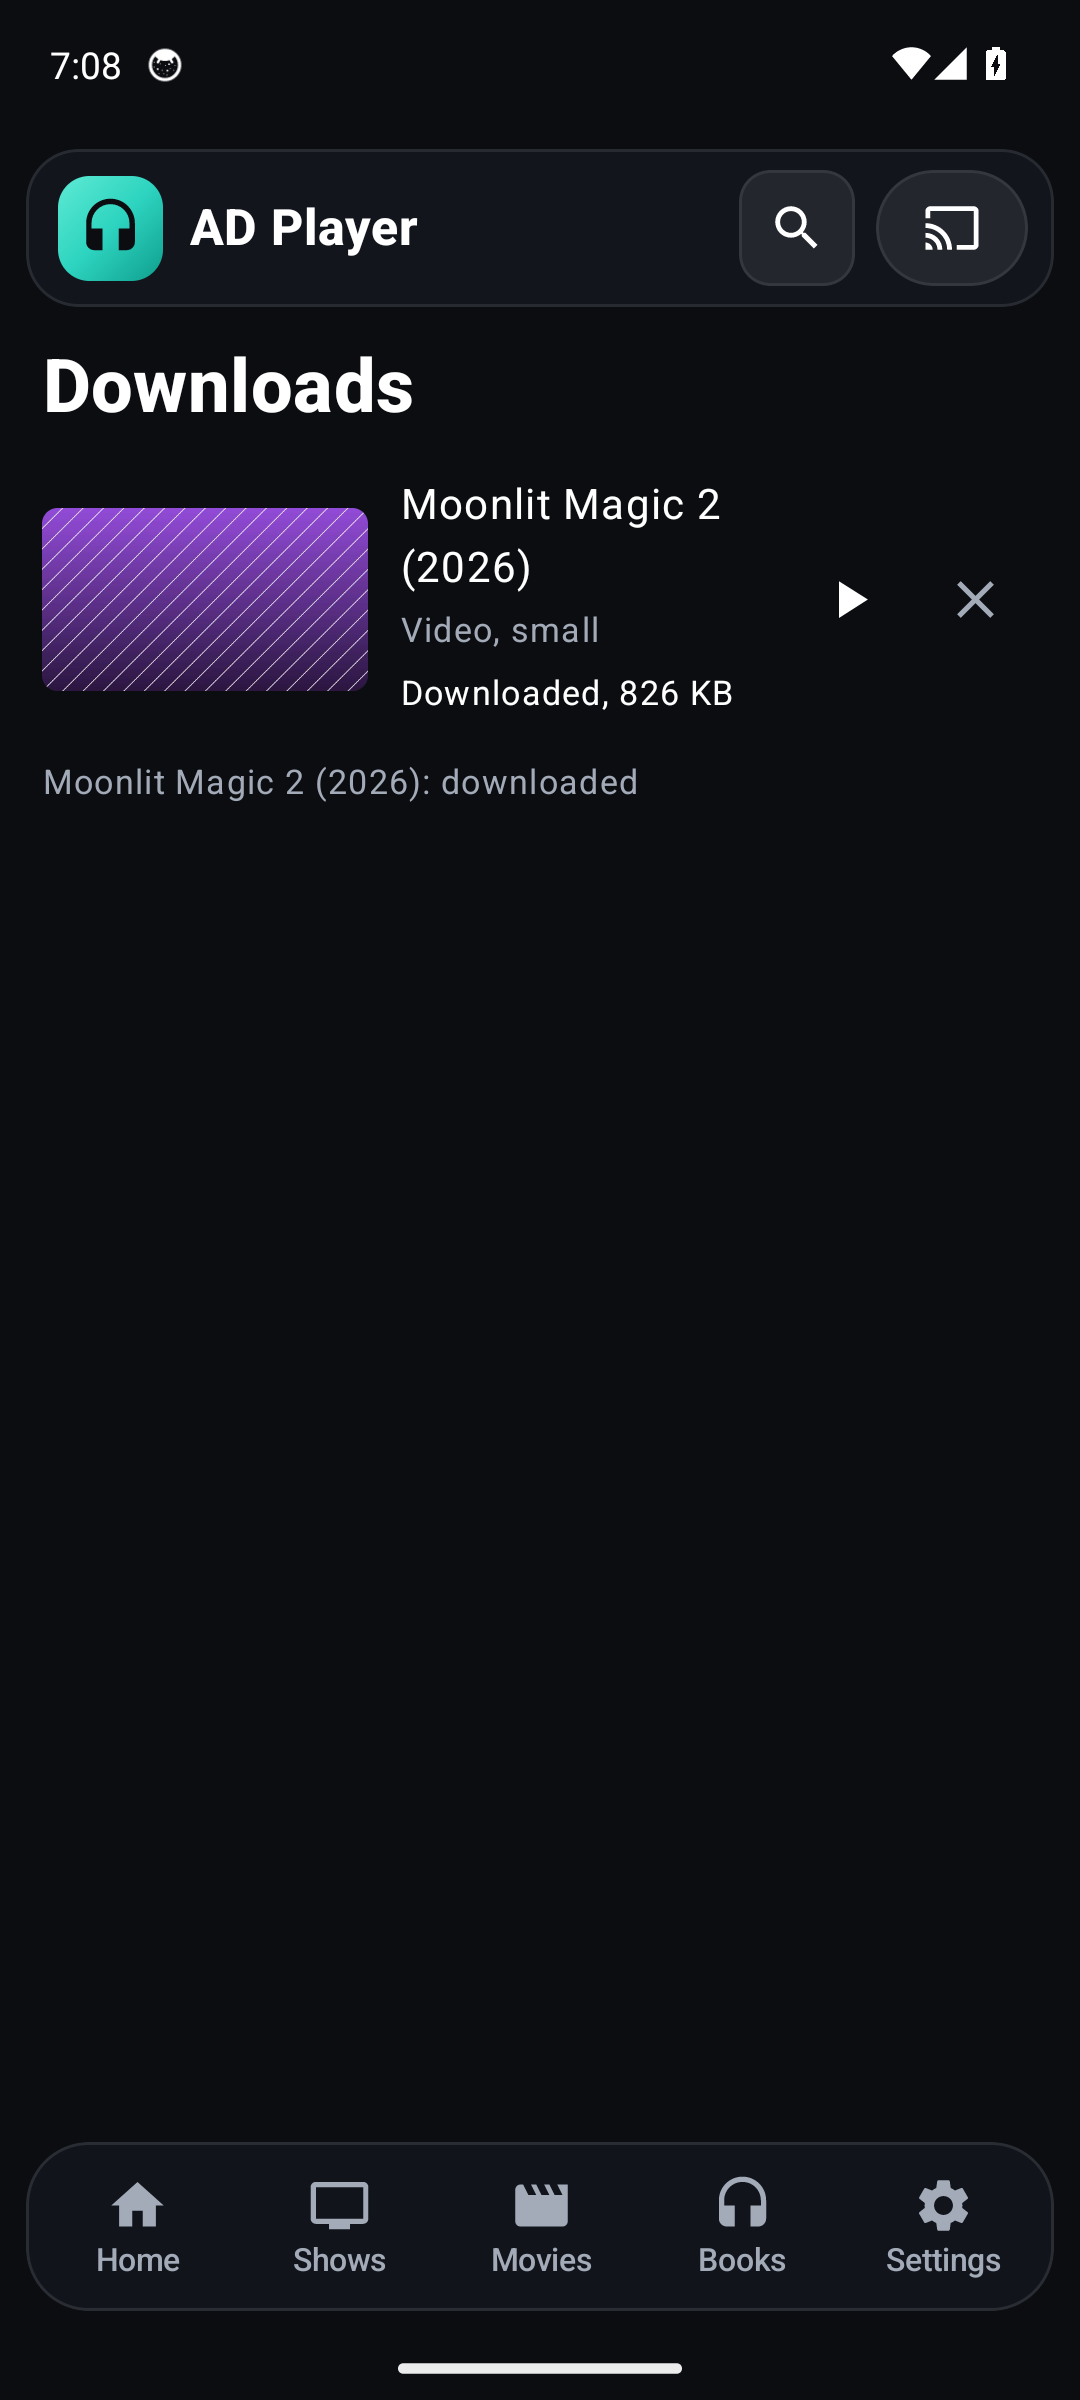 7:08
AD Player
Downloads
Moonlit Magic 2
(2026)
Video, small
Downloaded, 826 KB
Moonlit Magic 2 (2026): downloaded
Home
Shows
Movies
Books
Settings